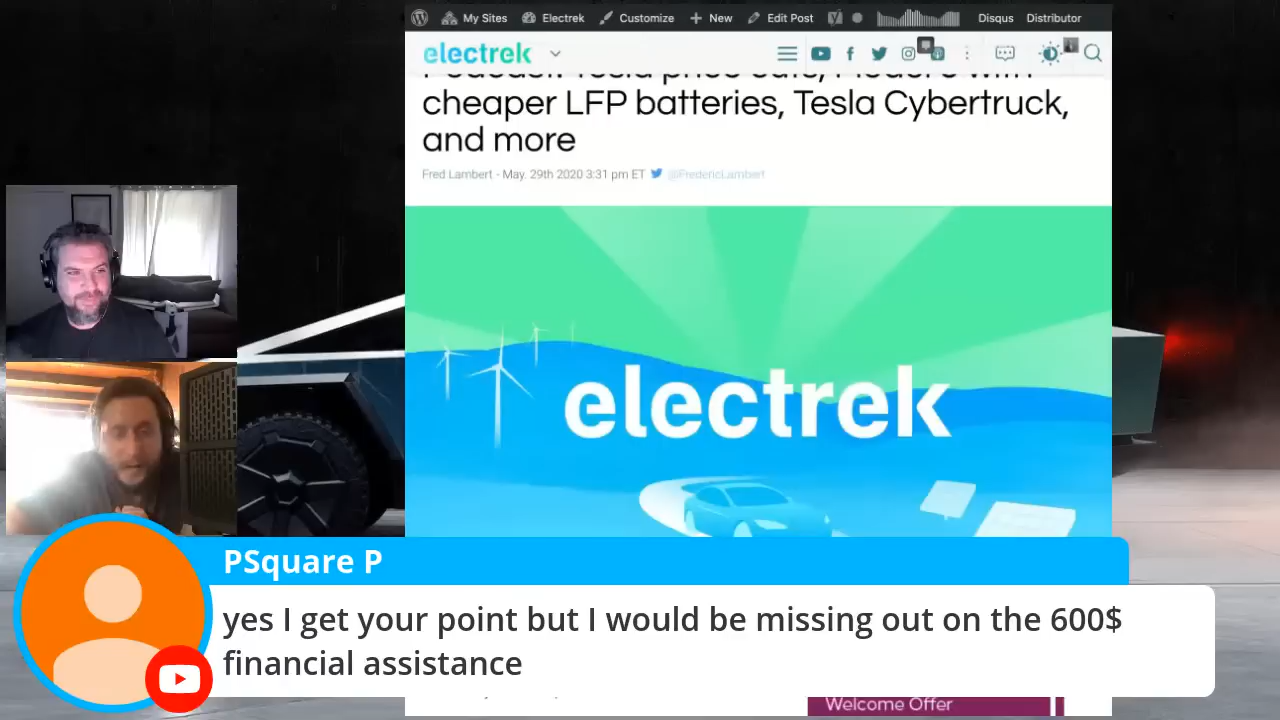 My Sites Electrek Customize New Edit Post Disqus Distributor
electrek
cheaper LFP batteries, Tesla Cybertruck,
and more
Fred Lambert - May. 29th 2020 3:31 pm ET @FredericLambert
electrek
PSquare P
yes I get your point but I would be missing out on the 600$
financial assistance
Welcome Offer